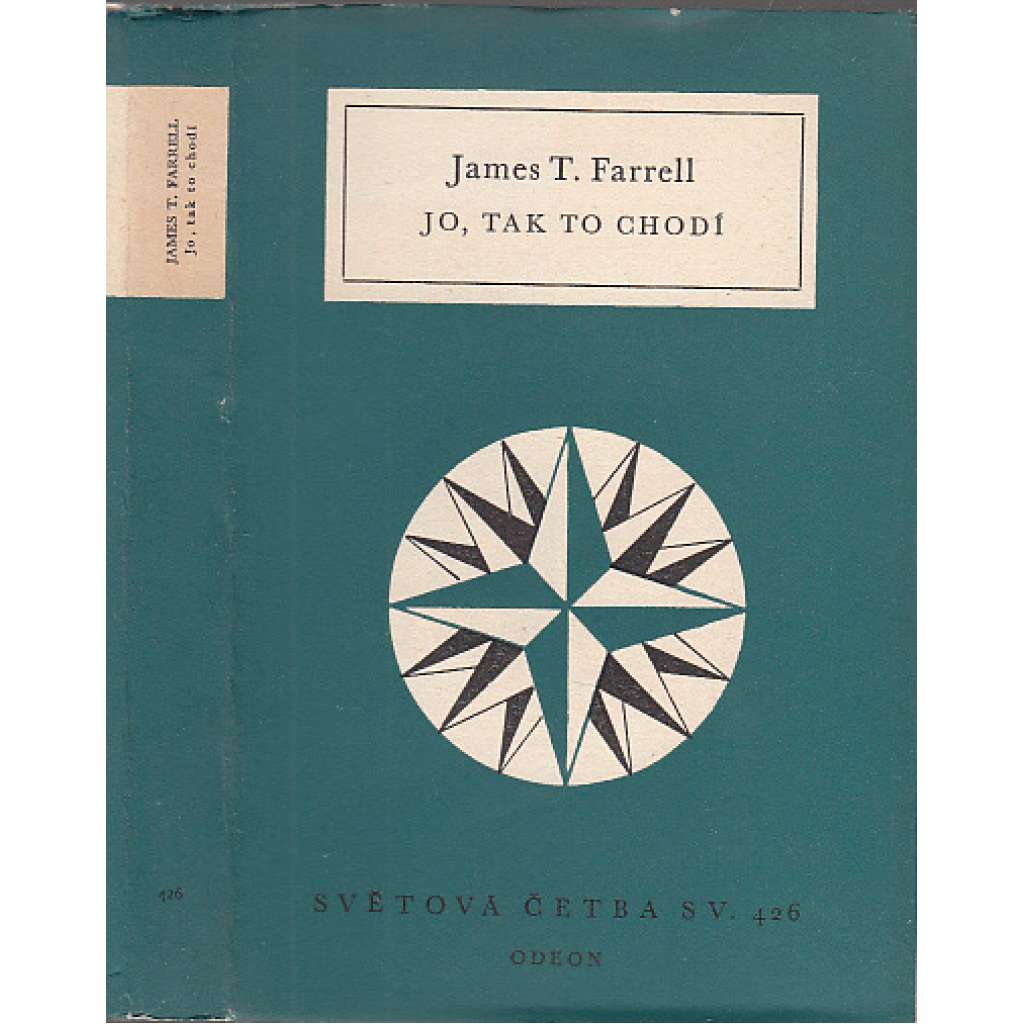 JAMES T. FARRELL
Jo, tak to chodí
426
James T. Farrell
JO, TAK TO CHODÍ
SVĚTOVÁ ČETBA SV. 426
ODEON